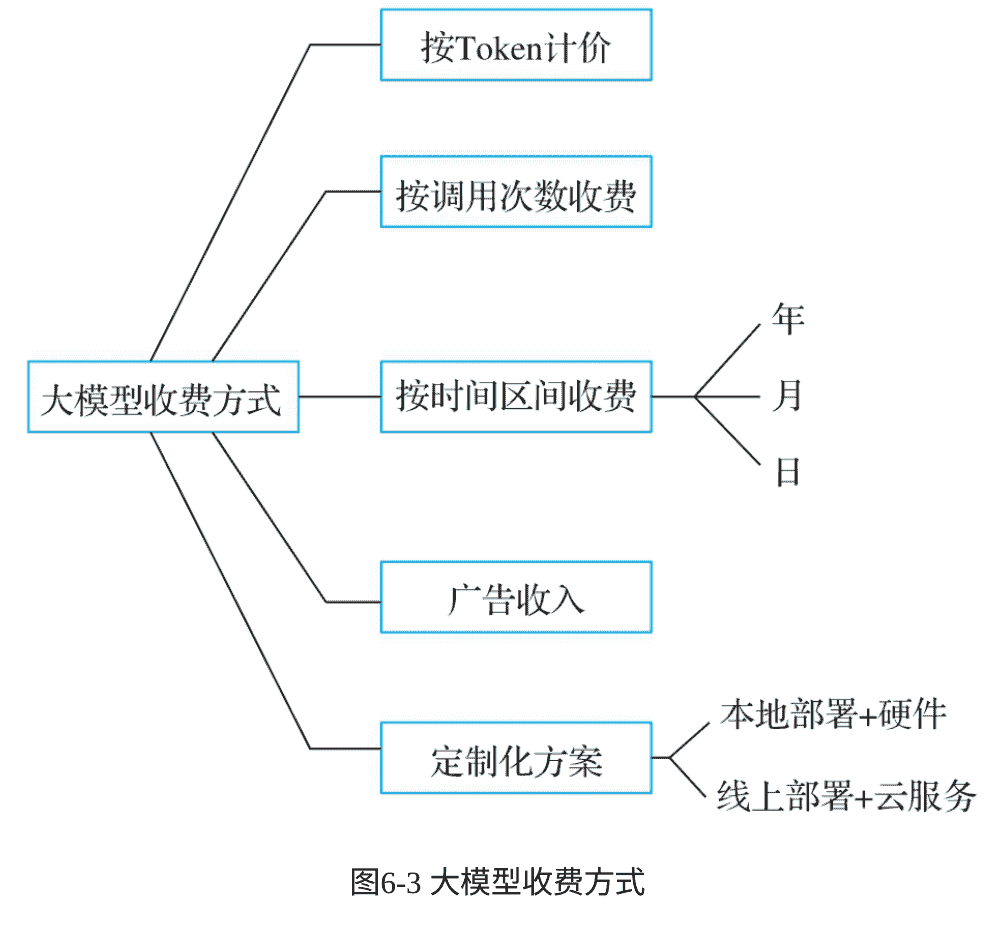 按Token计价
按调用次数收费
大模型收费方式
按时间区间收费
年
月
日
广告收入
定制化方案
本地部署+硬件
线上部署+云服务
图6-3 大模型收费方式